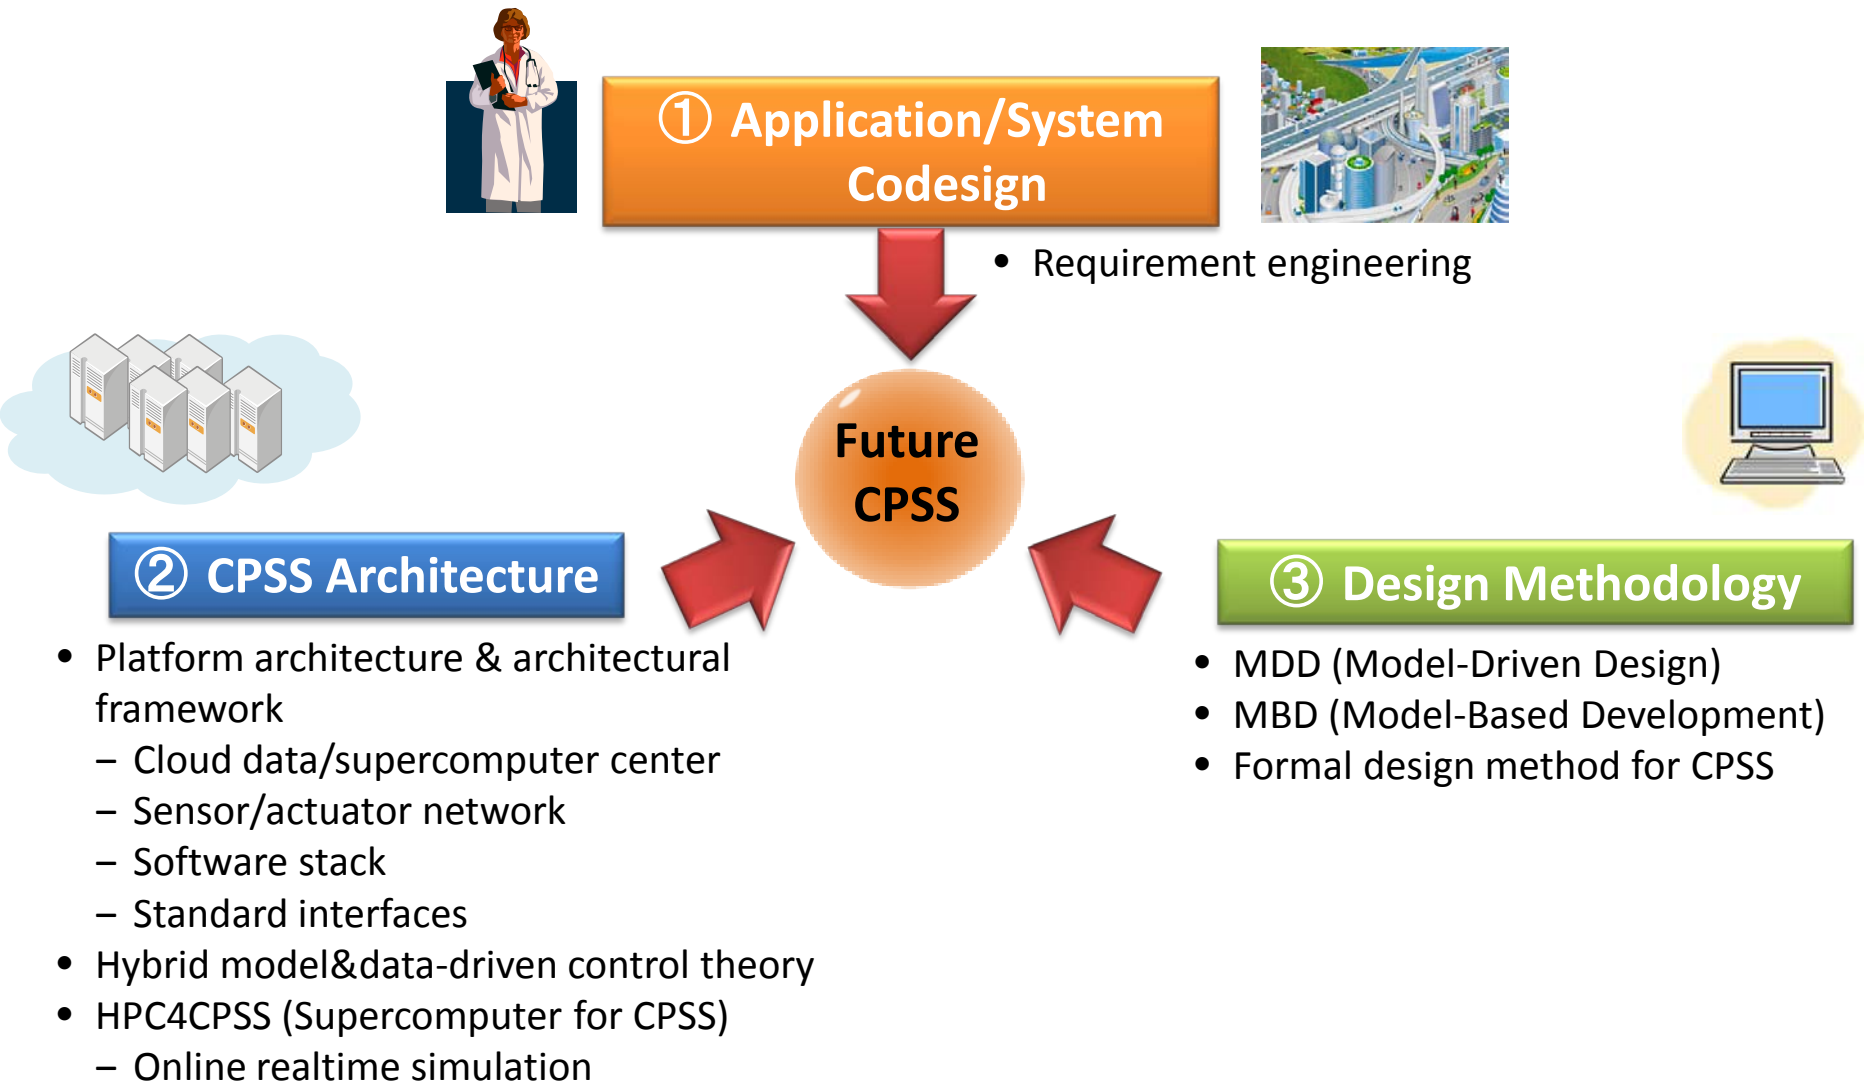 ① Application/System
Codesign
• Requirement engineering
Future
CPSS
② CPSS Architecture
• Platform architecture & architectural
framework
– Cloud data/supercomputer center
– Sensor/actuator network
– Software stack
– Standard interfaces
• Hybrid model&data-driven control theory
• HPC4CPSS (Supercomputer for CPSS)
– Online realtime simulation
③ Design Methodology
• MDD (Model-Driven Design)
• MBD (Model-Based Development)
• Formal design method for CPSS